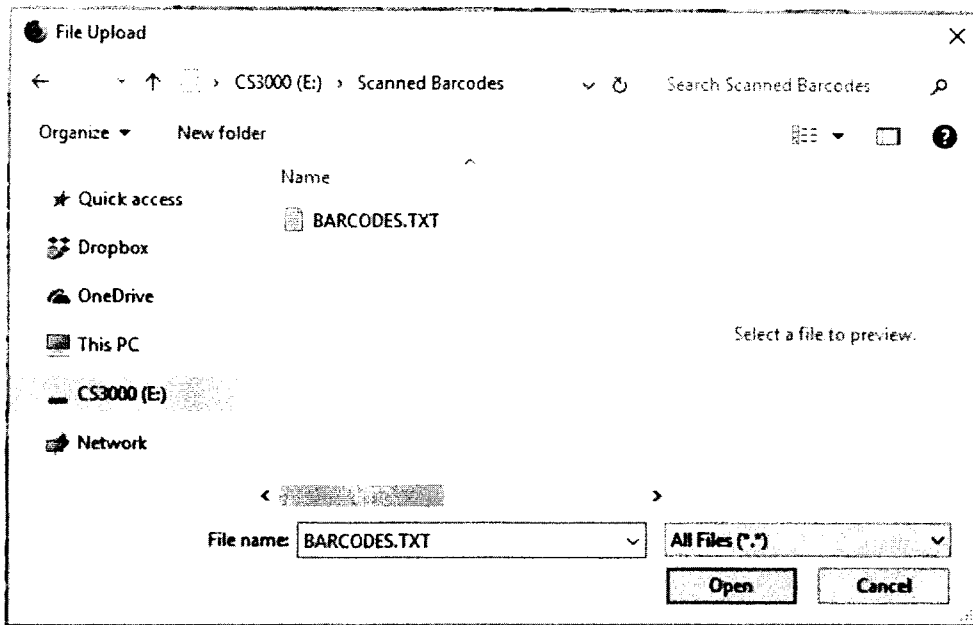 File Upload
CS3000 (E:) › Scanned Barcodes
Search Scanned Barcodes
Organize
New folder
Name
Quick access
BARCODES.TXT
Dropbox
OneDrive
This PC
Select a file to preview.
CS3000 (E:)
Network
File name: BARCODES.TXT
All Files (*.*)
Open
Cancel